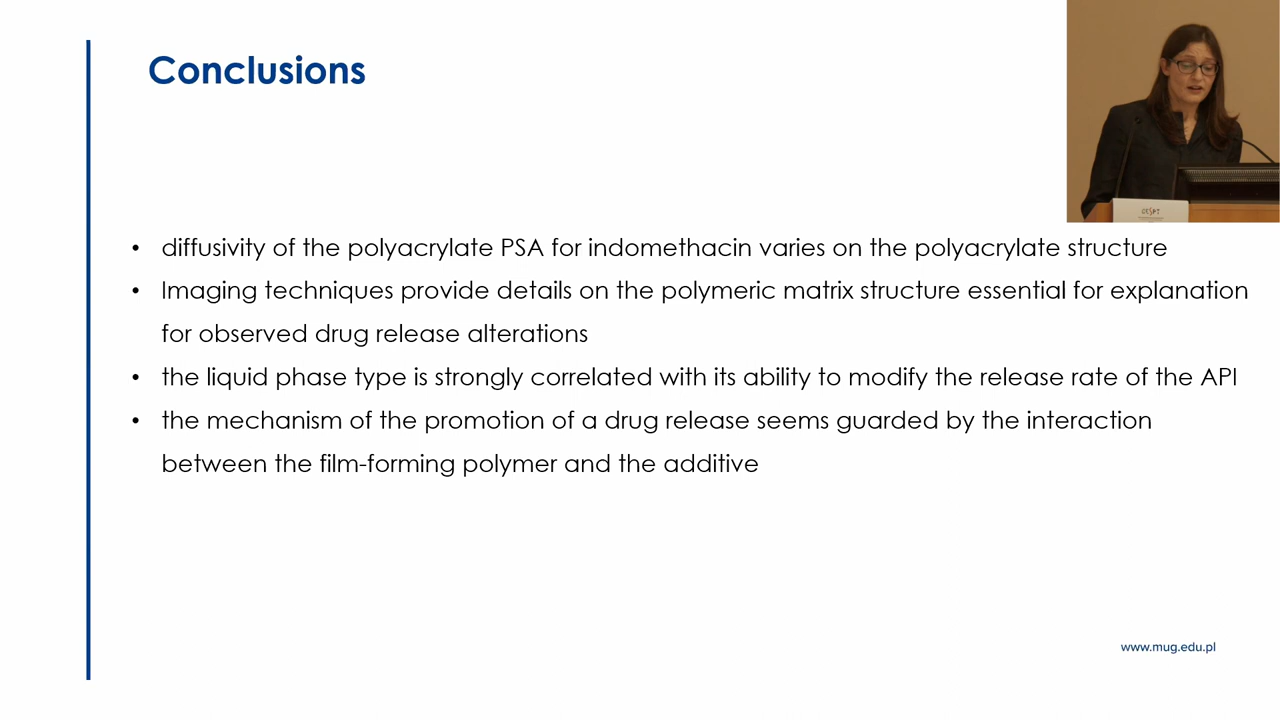 Conclusions
• diffusivity of the polyacrylate PSA for indomethacin varies on the polyacrylate structure
• Imaging techniques provide details on the polymeric matrix structure essential for explanation
for observed drug release alterations
• the liquid phase type is strongly correlated with its ability to modify the release rate of the API
• the mechanism of the promotion of a drug release seems guarded by the interaction
between the film-forming polymer and the additive
www.mug.edu.pl